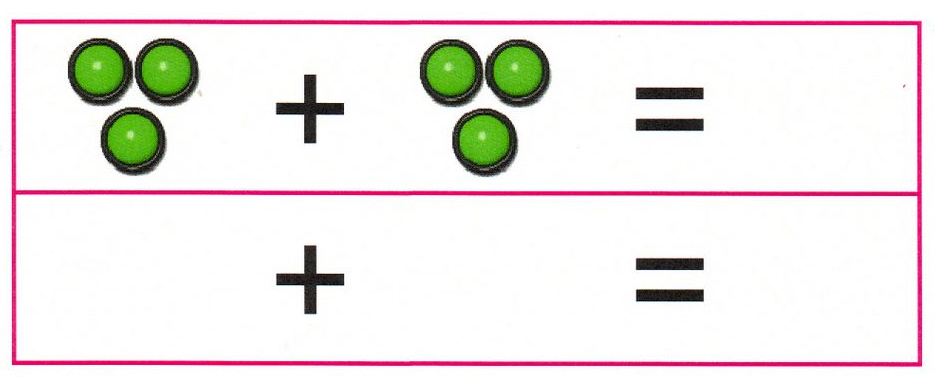 + =
+ =